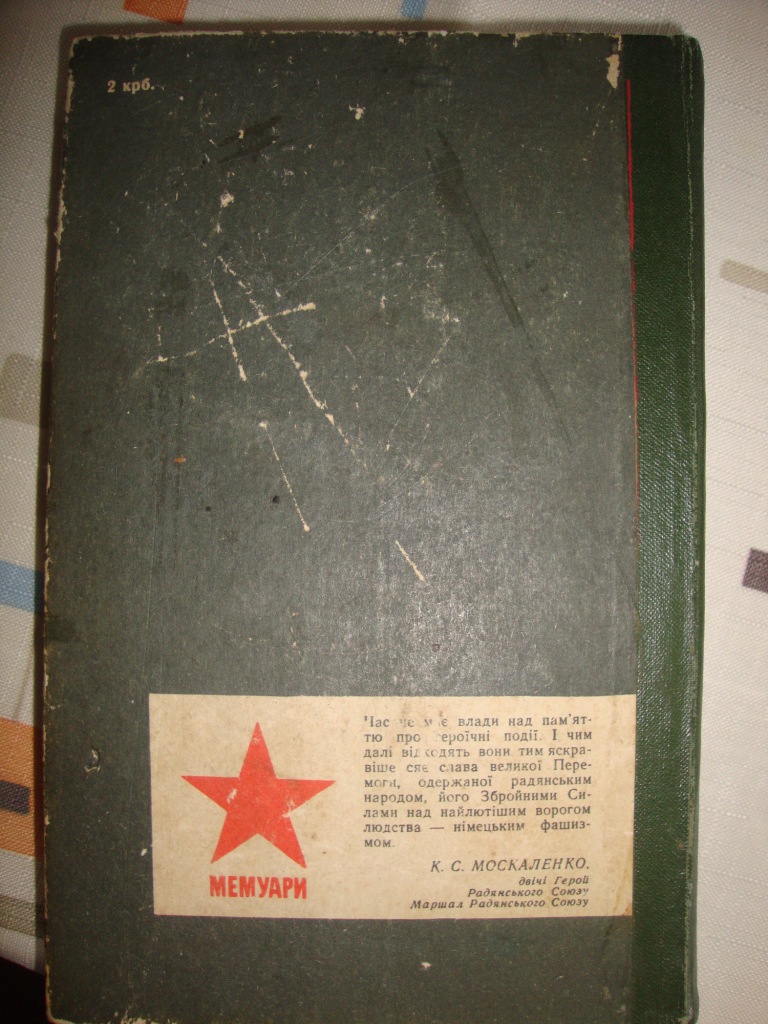 2 крб.
Час не має влади над пам'ят-
тю про героїчні події. І чим
далі відходять вони, тим яскра-
віше сяє слава великої Пере-
моги, одержаної радянським
народом, його Збройними Си-
лами над найлютішим ворогом
людства — німецьким фашиз-
мом.
К. С. МОСКАЛЕНКО.
двічі Герой
Радянського Союзу
Маршал Радянського Союзу
МЕМУАРИ